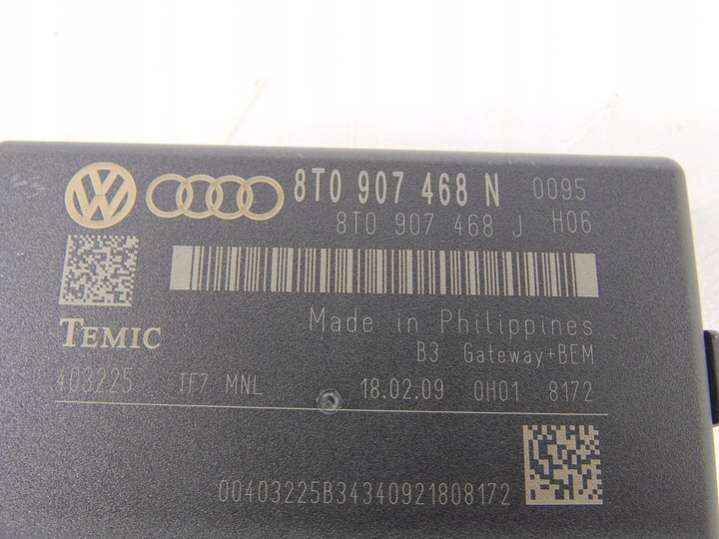 8T0 907 468 N 0095
8T0 907 468 J H06
TEMIC
Made in Philippines
B3 Gateway+BEM
403225 TF7 MNL 18.02.09 0H01 8172
00403225B34340921808172